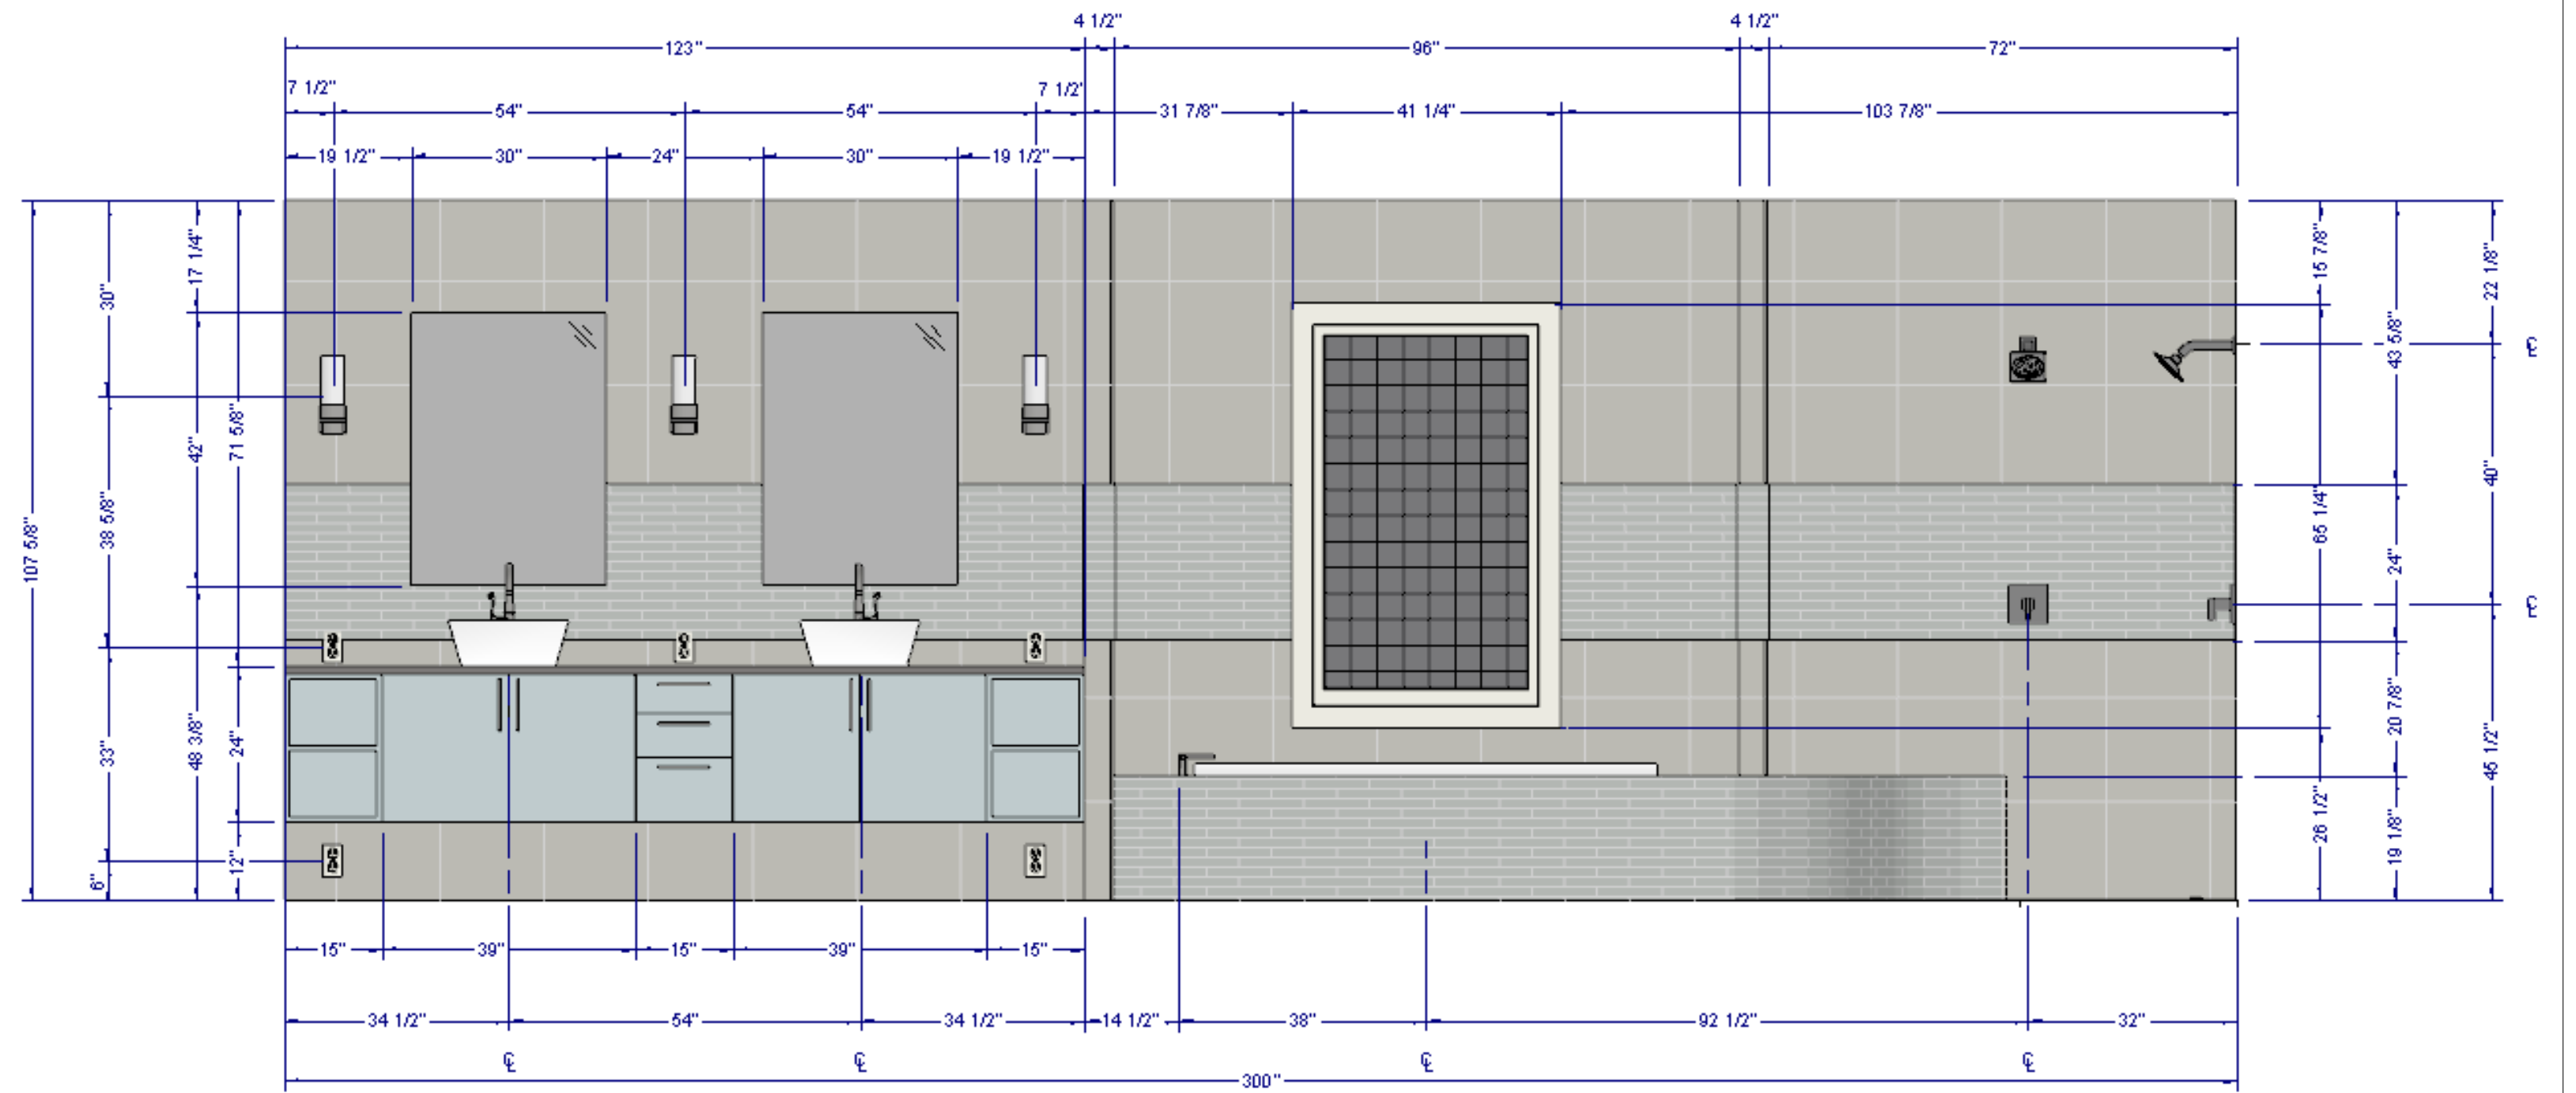 4 1/2" 4 1/2"
123" 96" 72"
7 1/2" 54" 54" 7 1/2' 31 7/8" 41 1/4" 103 7/8"
19 1/2" 30" 24" 30" 19 1/2"
107 5/8"
30" 38 5/8" 33" 6"
17 1/4" 42" 48 3/8"
71 5/8" 24" 12"
15 7/8" 65 1/4" 26 1/2"
43 5/8" 24" 20 7/8" 19 1/8"
22 1/8" 40" 45 1/2"
℄
℄
15" 39" 15" 39" 15"
34 1/2" 54" 34 1/2" 14 1/2" 38" 92 1/2" 32"
℄ ℄ ℄ ℄
300"